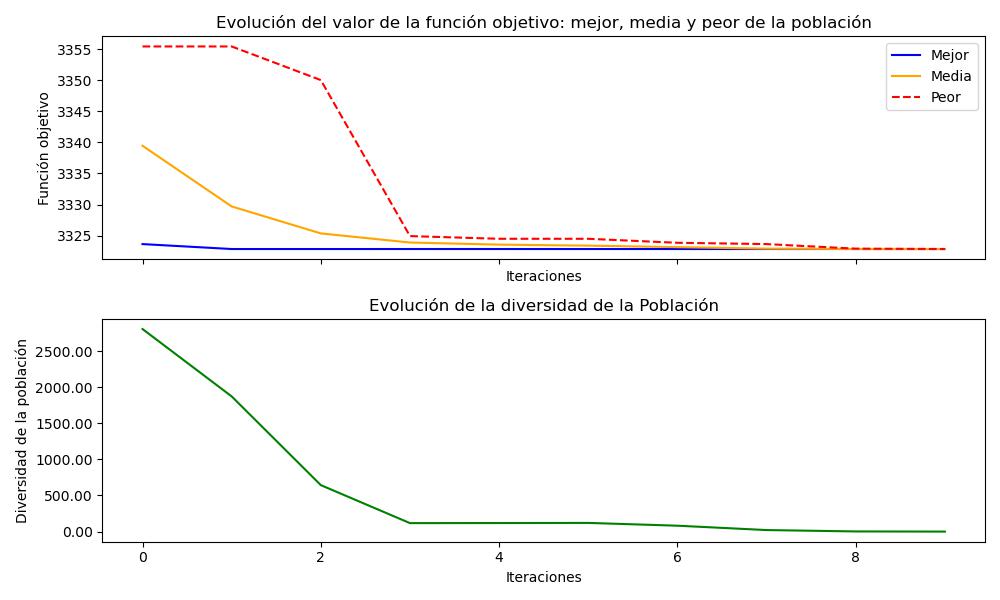 Evolución del valor de la función objetivo: mejor, media y peor de la población
Función objetivo
3355
3350
3345
3340
3335
3330
3325
Mejor
Media
Peor
Iteraciones
Evolución de la diversidad de la Población
Diversidad de la población
2500.00
2000.00
1500.00
1000.00
500.00
0.00
0 2 4 6 8
Iteraciones